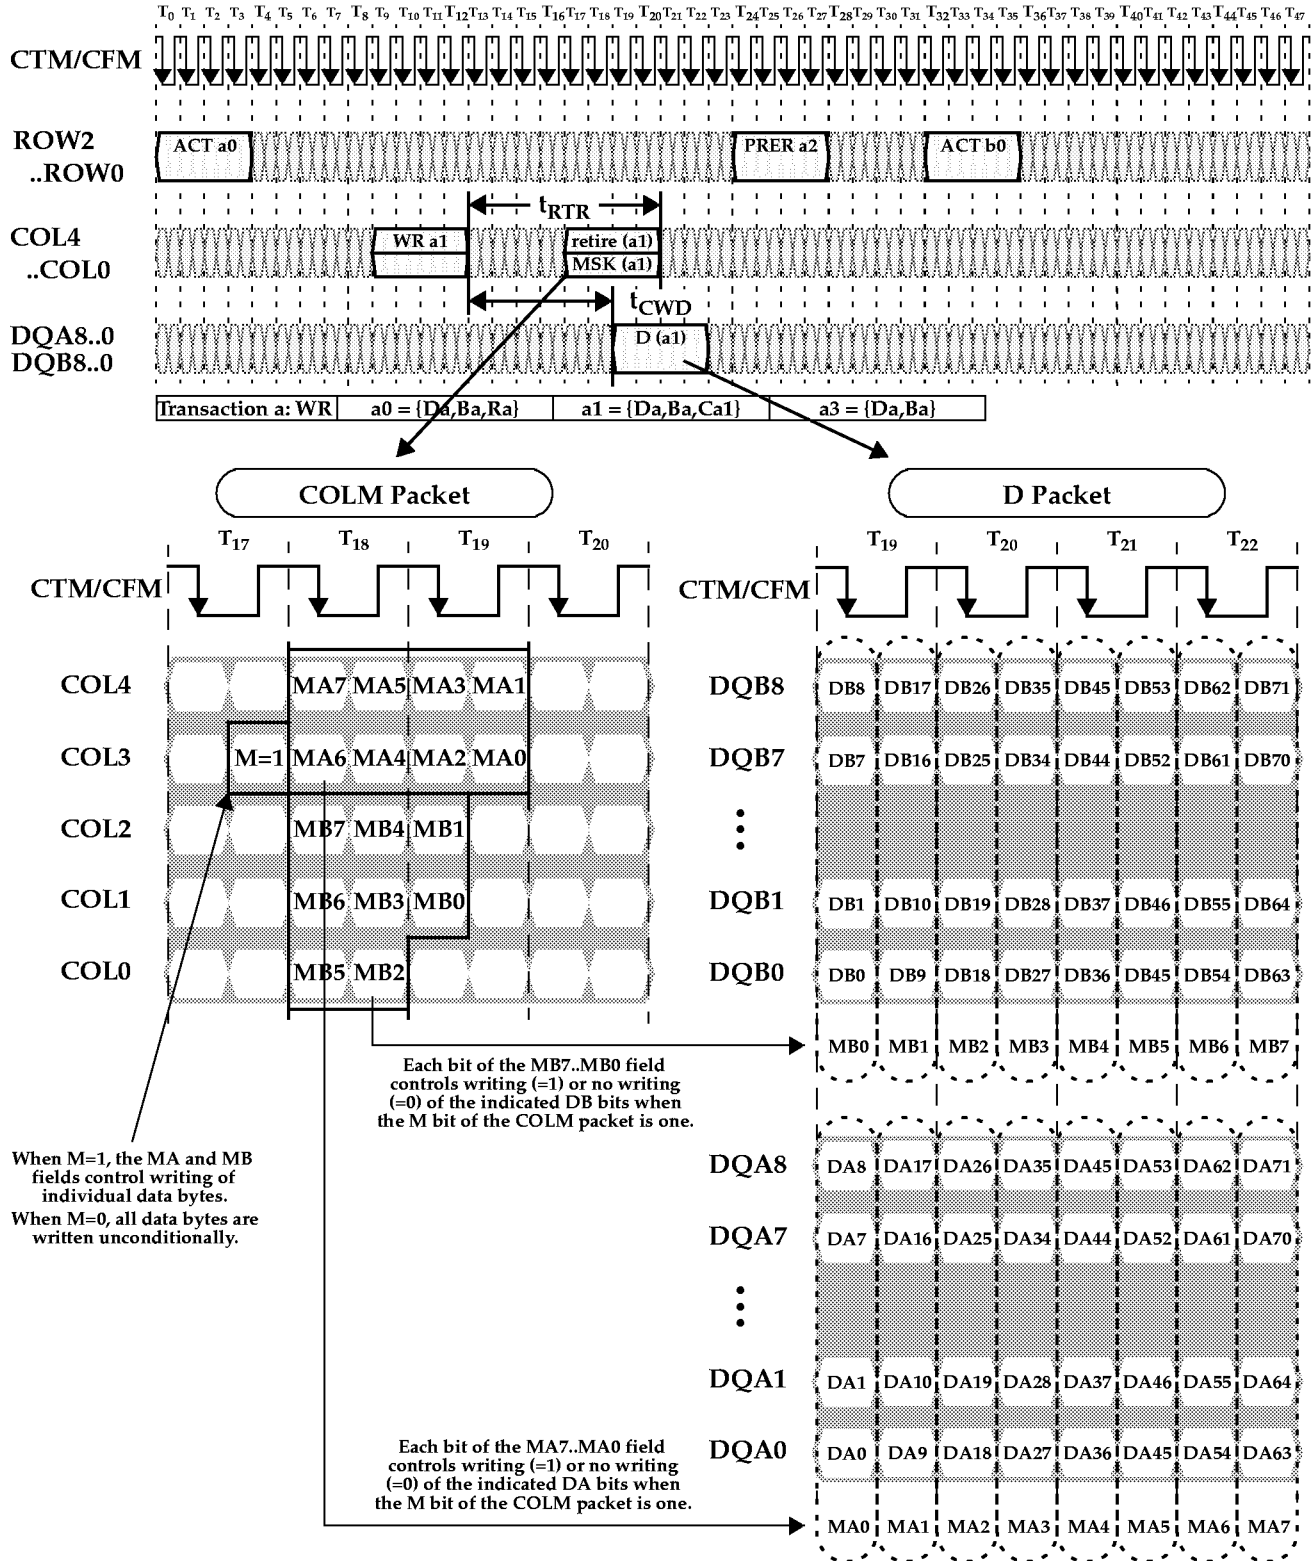 T0 T1 T2 T3 T4 T5 T6 T7 T8 T9 T10 T11 T12 T13 T14 T15 T16 T17 T18 T19 T20 T21 T22 T23 T24 T25 T26 T27 T28 T29 T30 T31 T32 T33 T34 T35 T36 T37 T38 T39 T40 T41 T42 T43 T44 T45 T46 T47
CTM/CFM
ROW2
..ROW0
ACT a0 PRER a2 ACT b0
tRTR
COL4
..COL0
WR a1 retire (a1)
MSK (a1)
tCWD
DQA8..0
DQB8..0
D (a1)
Transaction a: WR a0 = {Da,Ba,Ra} a1 = {Da,Ba,Ca1} a3 = {Da,Ba}
COLM Packet
T17 T18 T19 T20
CTM/CFM
COL4 MA7 MA5 MA3 MA1
COL3 M=1 MA6 MA4 MA2 MA0
COL2 MB7 MB4 MB1
COL1 MB6 MB3 MB0
COL0 MB5 MB2
Each bit of the MB7..MB0 field
controls writing (=1) or no writing
(=0) of the indicated DB bits when
the M bit of the COLM packet is one.
When M=1, the MA and MB
fields control writing of
individual data bytes.
When M=0, all data bytes are
written unconditionally.
Each bit of the MA7..MA0 field
controls writing (=1) or no writing
(=0) of the indicated DA bits when
the M bit of the COLM packet is one.
D Packet
T19 T20 T21 T22
CTM/CFM
DQB8 DB8 DB17 DB26 DB35 DB45 DB53 DB62 DB71
DQB7 DB7 DB16 DB25 DB34 DB44 DB52 DB61 DB70
DQB1 DB1 DB10 DB19 DB28 DB37 DB46 DB55 DB64
DQB0 DB0 DB9 DB18 DB27 DB36 DB45 DB54 DB63
MB0 MB1 MB2 MB3 MB4 MB5 MB6 MB7
DQA8 DA8 DA17 DA26 DA35 DA45 DA53 DA62 DA71
DQA7 DA7 DA16 DA25 DA34 DA44 DA52 DA61 DA70
DQA1 DA1 DA10 DA19 DA28 DA37 DA46 DA55 DA64
DQA0 DA0 DA9 DA18 DA27 DA36 DA45 DA54 DA63
MA0 MA1 MA2 MA3 MA4 MA5 MA6 MA7